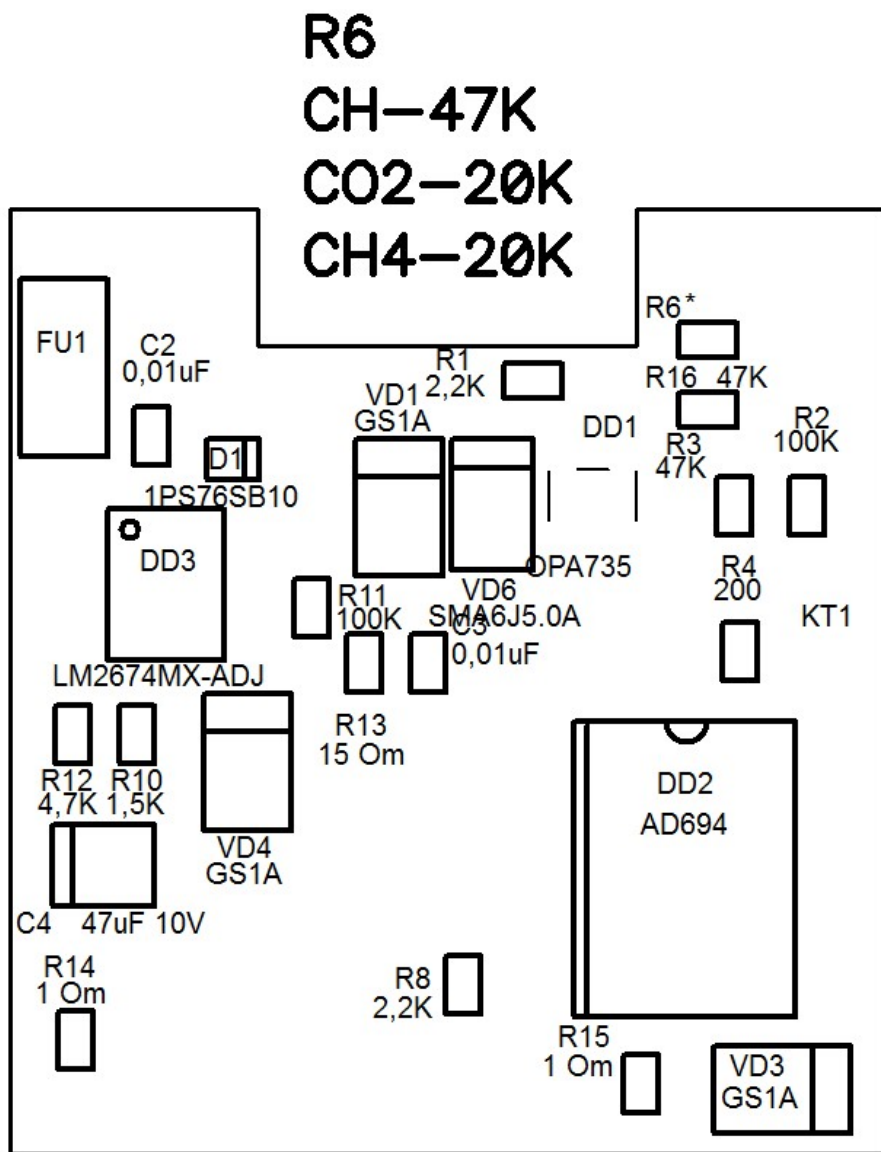 R6
CH-47K
CO2-20K
CH4-20K
R6*
FU1
C2
0,01uF
R1
2,2K
R16 47K
VD1
GS1A
R2
100K
DD1
R3
47K
D1
1PS76SB10
DD3
OPA735
R4
200
VD6
SMA6J5.0A
R11
100K
KT1
C3
0,01uF
LM2674MX-ADJ
R13
15 Om
R12
4,7K
R10
1,5K
DD2
AD694
VD4
GS1A
C4 47uF 10V
R14
1 Om
R8
2,2K
R15
1 Om
VD3
GS1A